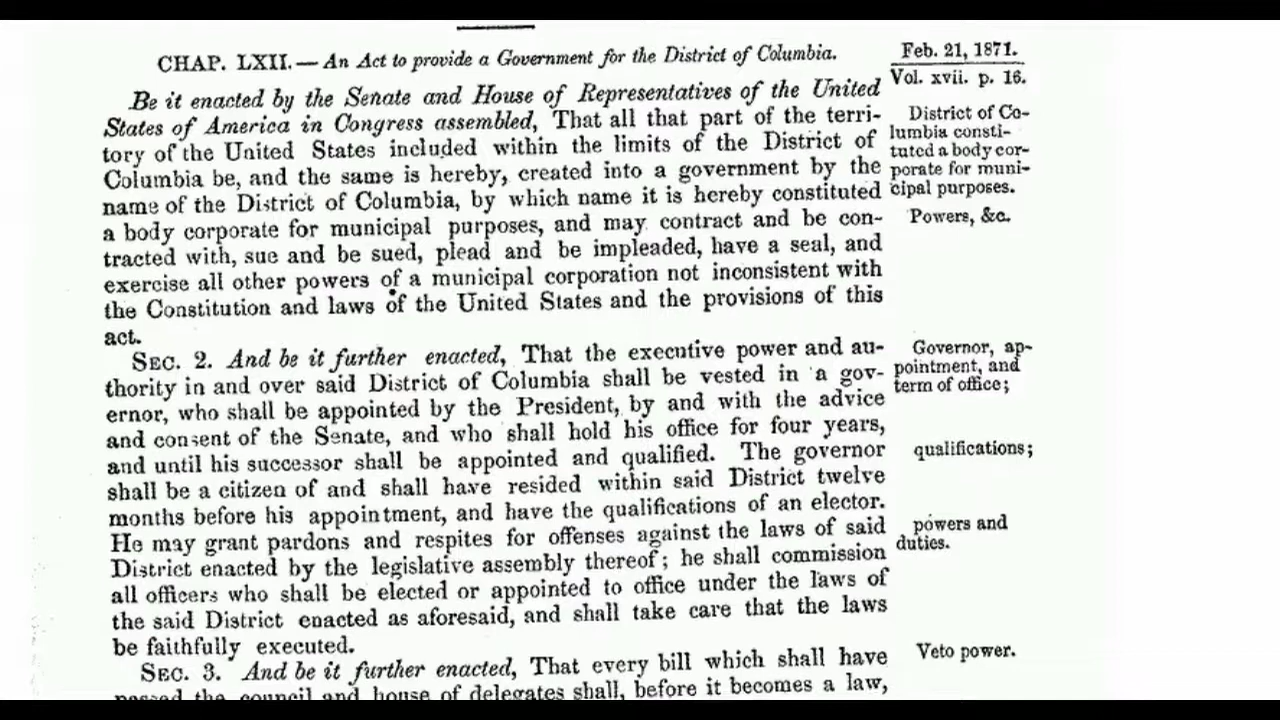 CHAP. LXII.— An Act to provide a Government for the District of Columbia.
Feb. 21, 1871.
Vol. xvii. p. 16.
Be it enacted by the Senate and House of Representatives of the United
States of America in Congress assembled, That all that part of the terri-
tory of the United States included within the limits of the District of
Columbia be, and the same is hereby, created into a government by the
name of the District of Columbia, by which name it is hereby constituted
a body corporate for municipal purposes, and may contract and be con-
tracted with, sue and be sued, plead and be impleaded, have a seal, and
exercise all other powers of a municipal corporation not inconsistent with
the Constitution and laws of the United States and the provisions of this
act.
District of Co-
lumbia consti-
tuted a body cor-
porate for muni-
cipal purposes.
Powers, &c.
SEC. 2. And be it further enacted, That the executive power and au-
thority in and over said District of Columbia shall be vested in a gov-
ernor, who shall be appointed by the President, by and with the advice
and consent of the Senate, and who shall hold his office for four years,
and until his successor shall be appointed and qualified. The governor
shall be a citizen of and shall have resided within said District twelve
months before his appointment, and have the qualifications of an elector.
He may grant pardons and respites for offenses against the laws of said
District enacted by the legislative assembly thereof; he shall commission
all officers who shall be elected or appointed to office under the laws of
the said District enacted as aforesaid, and shall take care that the laws
be faithfully executed.
Governor, ap-
pointment, and
term of office;
qualifications;
powers and
duties.
SEC. 3. And be it further enacted, That every bill which shall have
passed the council and house of delegates shall, before it becomes a law,
Veto power.